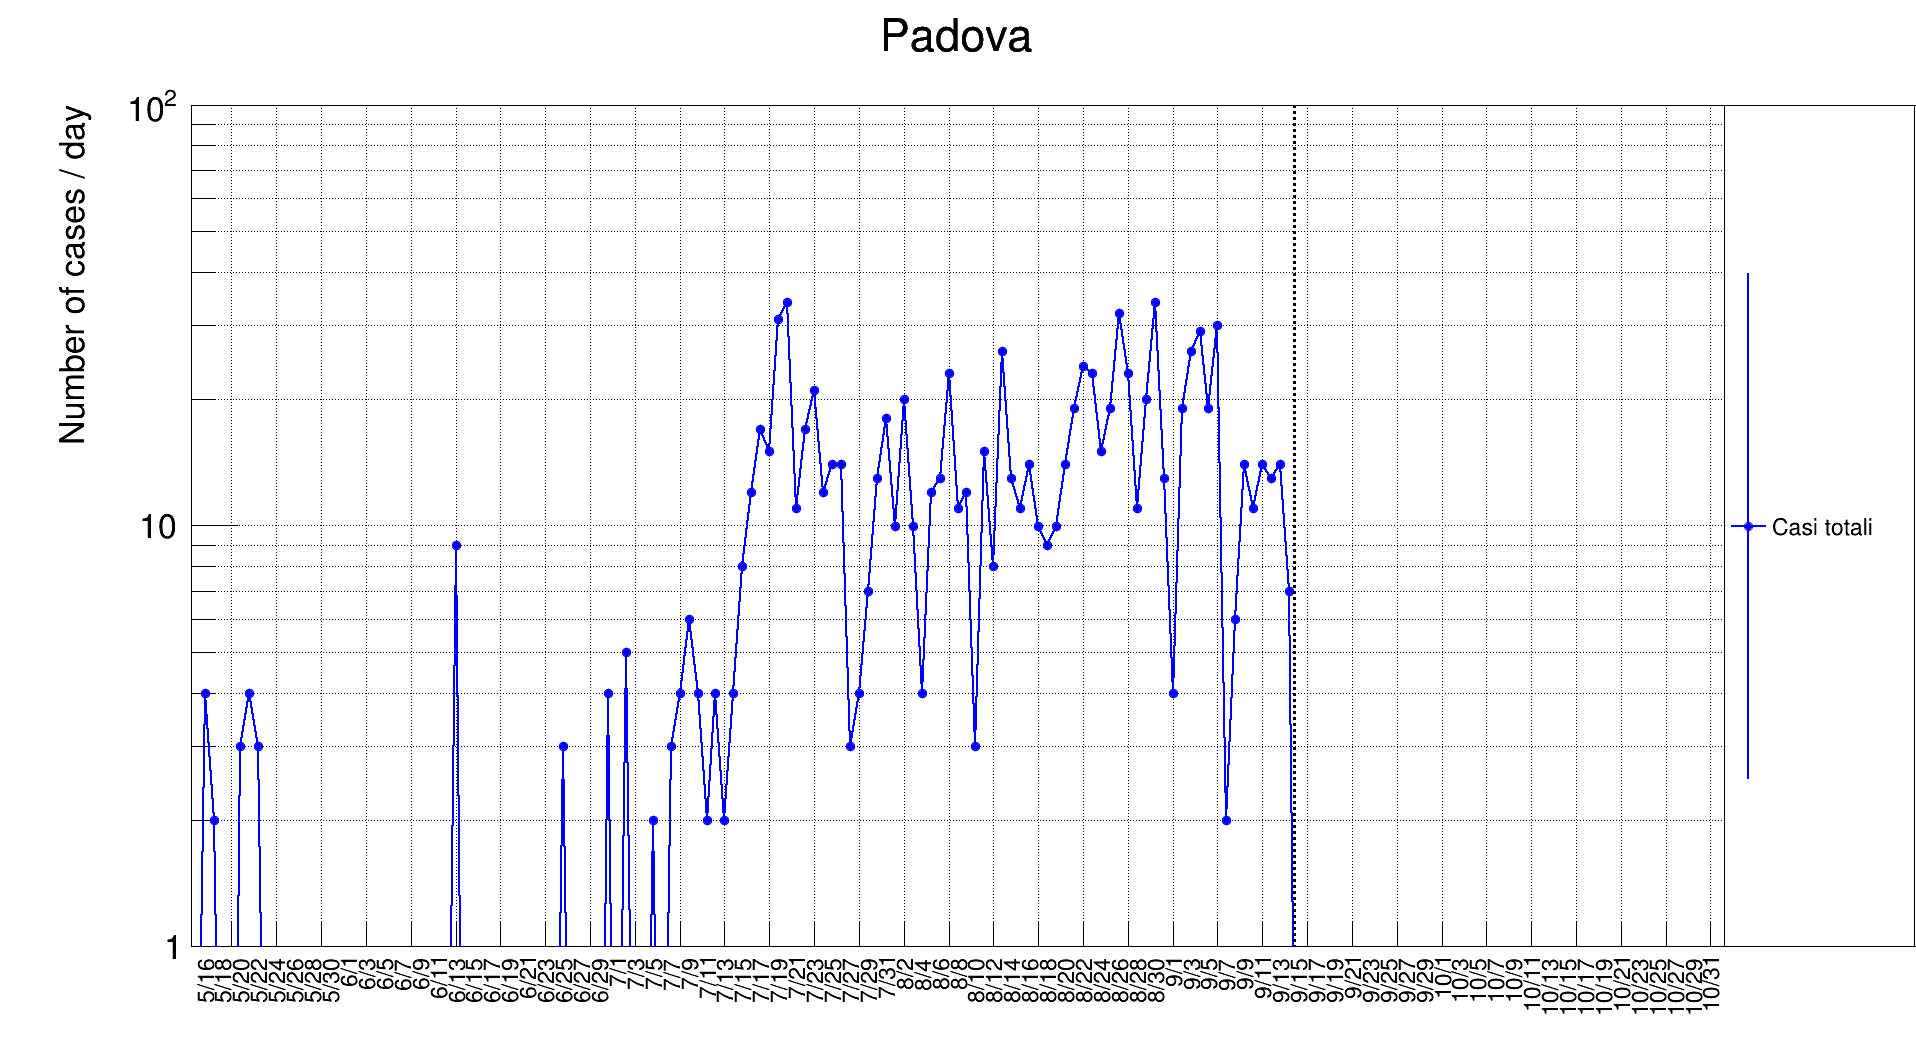 Padova
Number of cases / day
10²
10
1
Casi totali
5/16 5/18 5/20 5/22 5/24 5/26 5/28 5/30 6/1 6/3 6/5 6/7 6/9 6/11 6/13 6/15 6/17 6/19 6/21 6/23 6/25 6/27 6/29 7/1 7/3 7/5 7/7 7/9 7/11 7/13 7/15 7/17 7/19 7/21 7/23 7/25 7/27 7/29 7/31 8/2 8/4 8/6 8/8 8/10 8/12 8/14 8/16 8/18 8/20 8/22 8/24 8/26 8/28 8/30 9/1 9/3 9/5 9/7 9/9 9/11 9/13 9/15 9/17 9/19 9/21 9/23 9/25 9/27 9/29 10/1 10/3 10/5 10/7 10/9 10/11 10/13 10/15 10/17 10/19 10/21 10/23 10/25 10/27 10/29 10/31